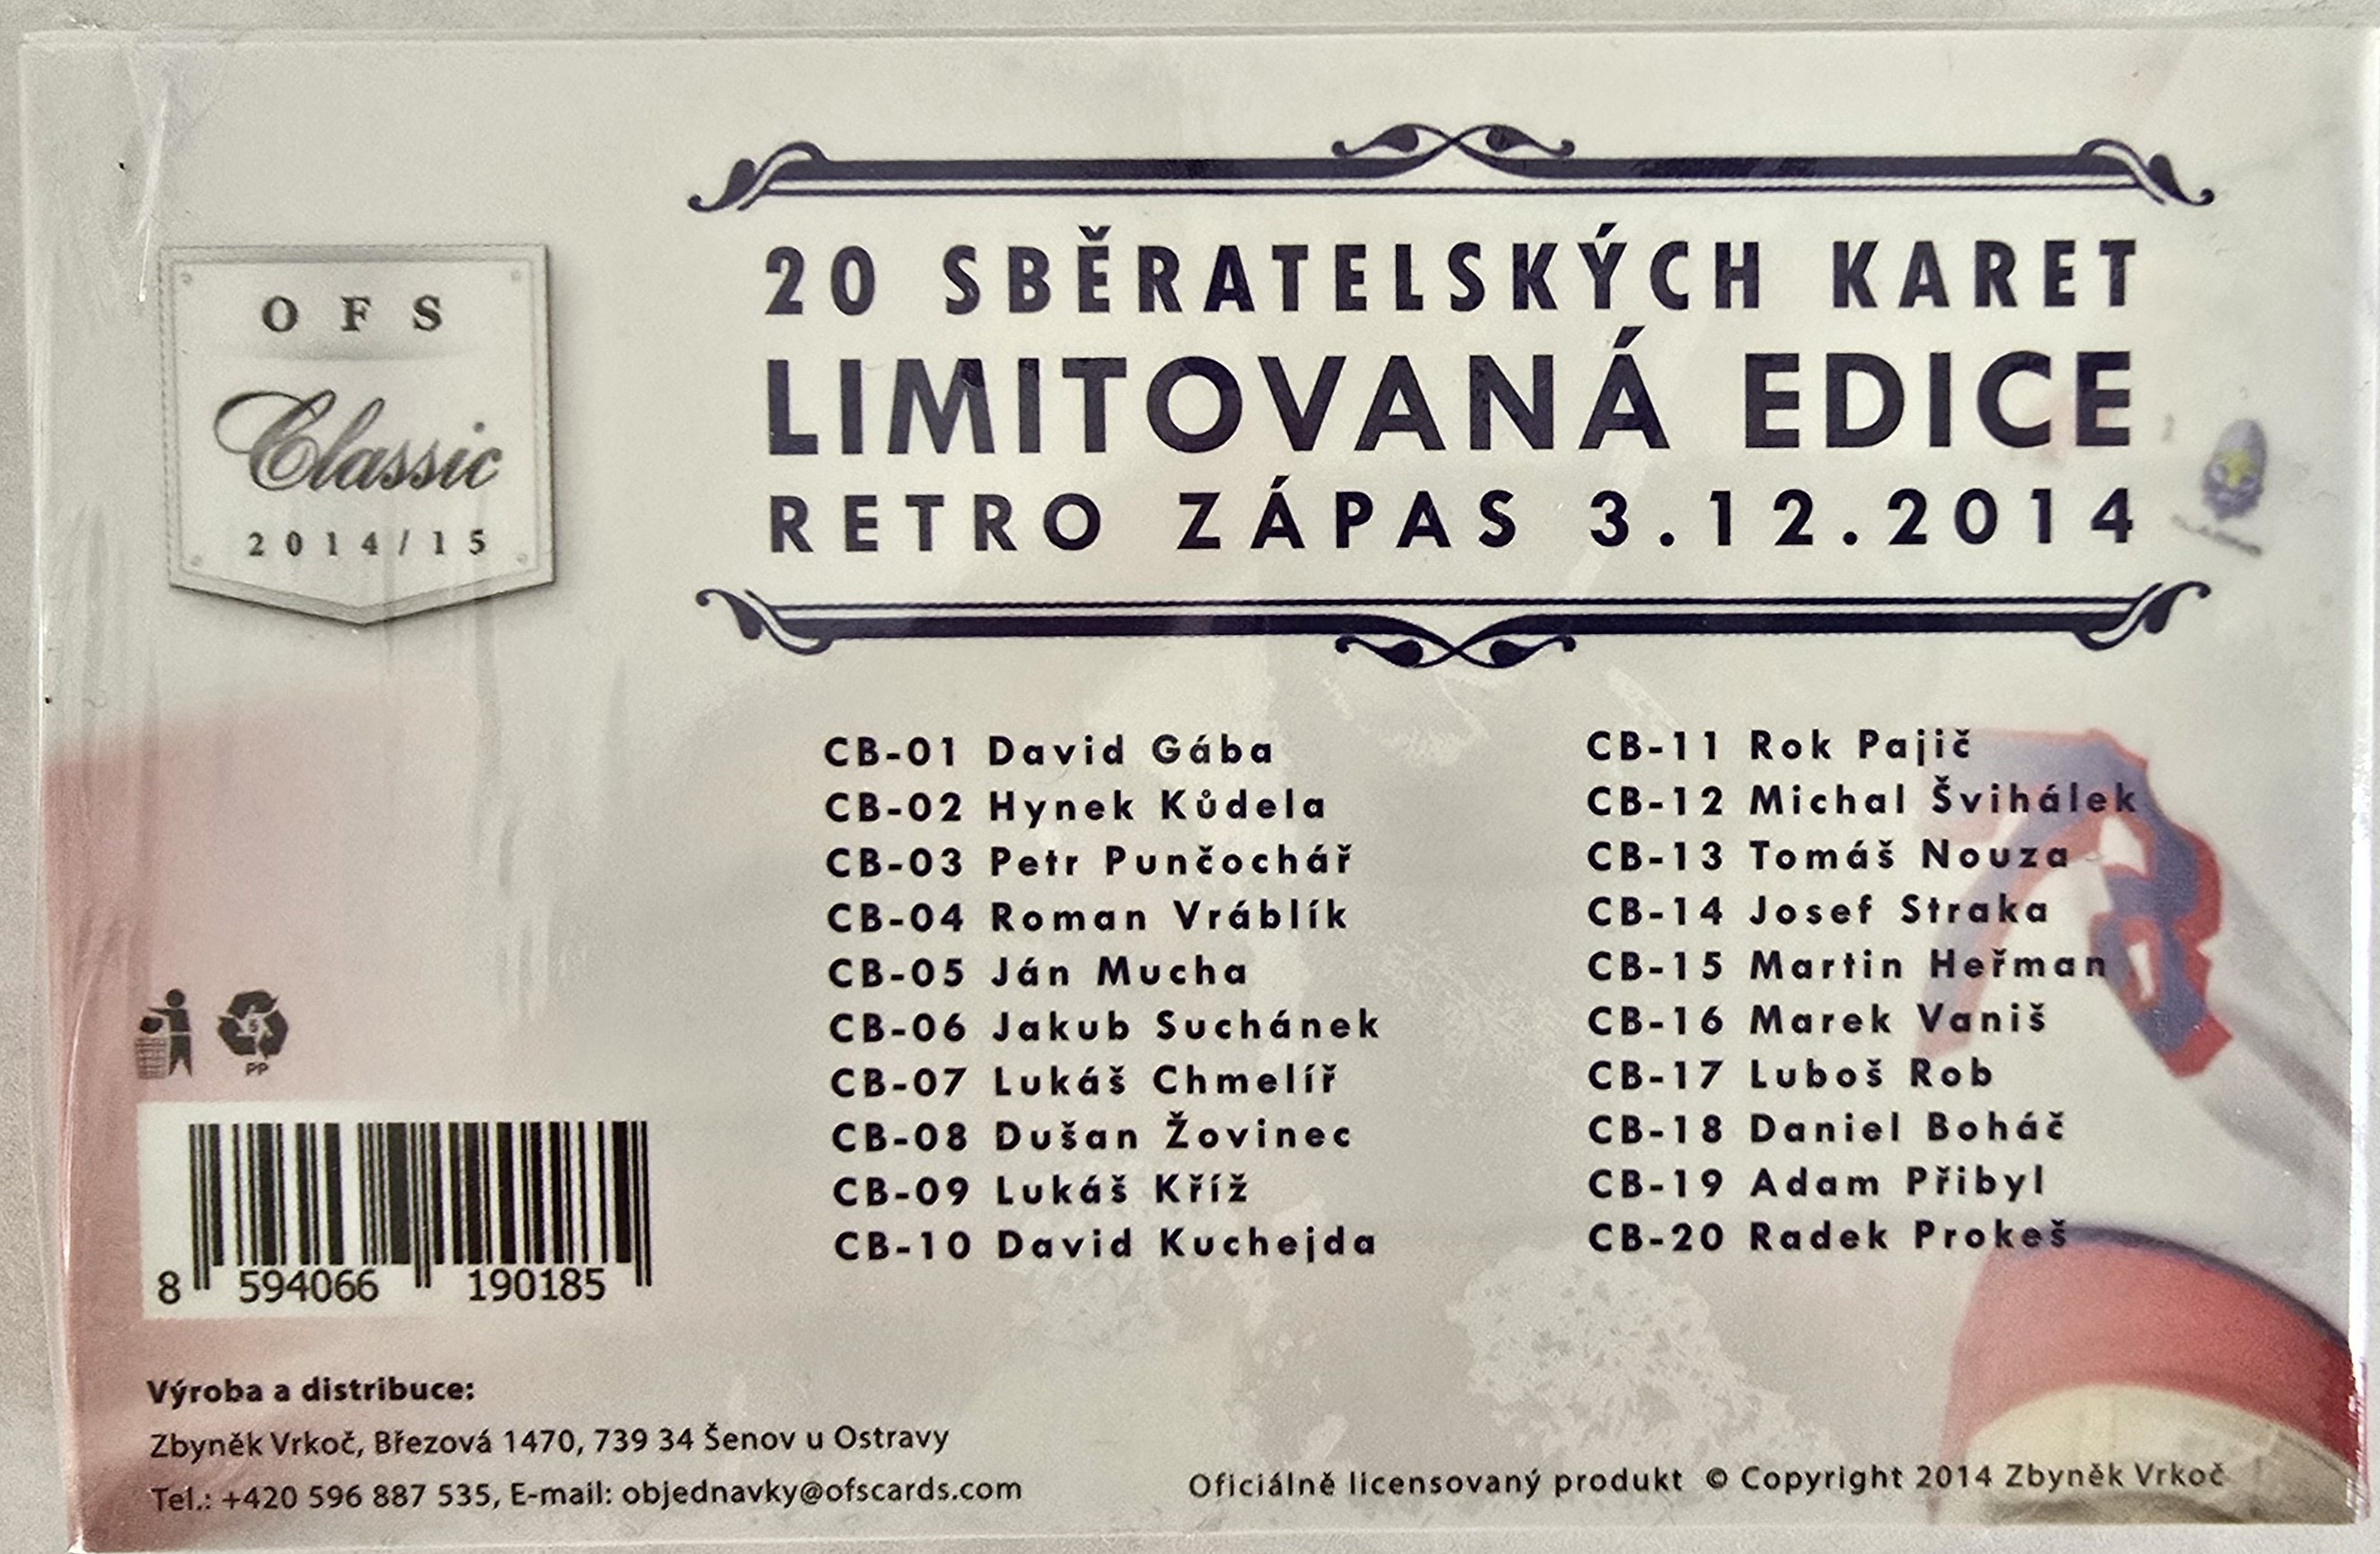 OFS
Classic
2014/15
20 SBĚRATELSKÝCH KARET
LIMITOVANÁ EDICE
RETRO ZÁPAS 3.12.2014
CB-01 David Gába
CB-02 Hynek Kůdela
CB-03 Petr Punčochář
CB-04 Roman Vráblík
CB-05 Ján Mucha
CB-06 Jakub Suchánek
CB-07 Lukáš Chmelíř
CB-08 Dušan Žovinec
CB-09 Lukáš Kříž
CB-10 David Kuchejda
CB-11 Rok Pajič
CB-12 Michal Švihálek
CB-13 Tomáš Nouza
CB-14 Josef Straka
CB-15 Martin Heřman
CB-16 Marek Vaniš
CB-17 Luboš Rob
CB-18 Daniel Boháč
CB-19 Adam Přibyl
CB-20 Radek Prokeš
5
PP
8 594066 190185
Výroba a distribuce:
Zbyněk Vrkoč, Březová 1470, 739 34 Šenov u Ostravy
Tel.: +420 596 887 535, E-mail: objednavky@ofscards.com
Oficiálně licensovaný produkt © Copyright 2014 Zbyněk Vrkoč